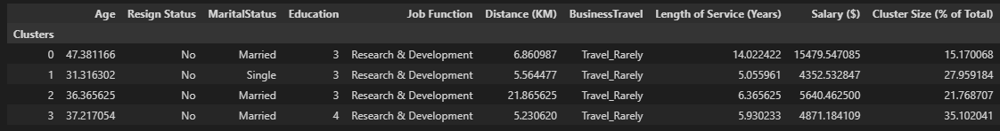 Age Resign Status MaritalStatus Education Job Function Distance (KM) BusinessTravel Length of Service (Years) Salary ($) Cluster Size (% of Total)
Clusters
0 47.381166 No Married 3 Research & Development 6.860987 Travel_Rarely 14.022422 15479.547085 15.170068
1 31.316302 No Single 3 Research & Development 5.564477 Travel_Rarely 5.055961 4352.532847 27.959184
2 36.365625 No Married 3 Research & Development 21.865625 Travel_Rarely 6.365625 5640.462500 21.768707
3 37.217054 No Married 4 Research & Development 5.230620 Travel_Rarely 5.930233 4871.184109 35.102041